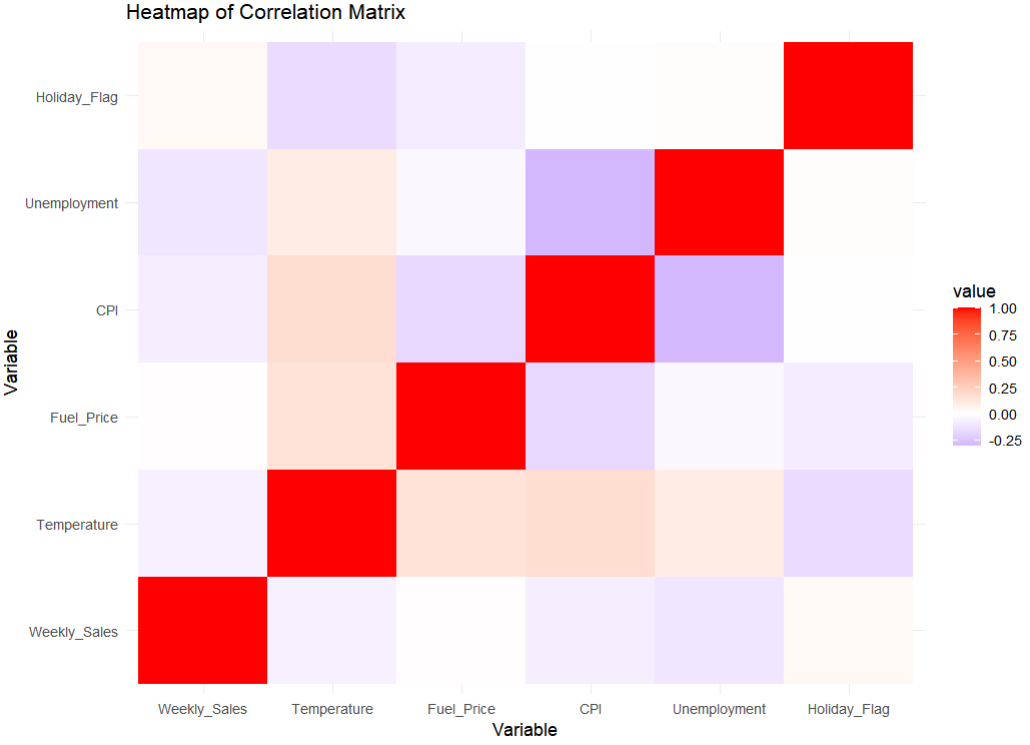 Heatmap of Correlation Matrix
Holiday_Flag
Unemployment
CPI
Fuel_Price
Temperature
Weekly_Sales
Variable
Weekly_Sales Temperature Fuel_Price CPI Unemployment Holiday_Flag
Variable
value
1.00
0.75
0.50
0.25
0.00
-0.25